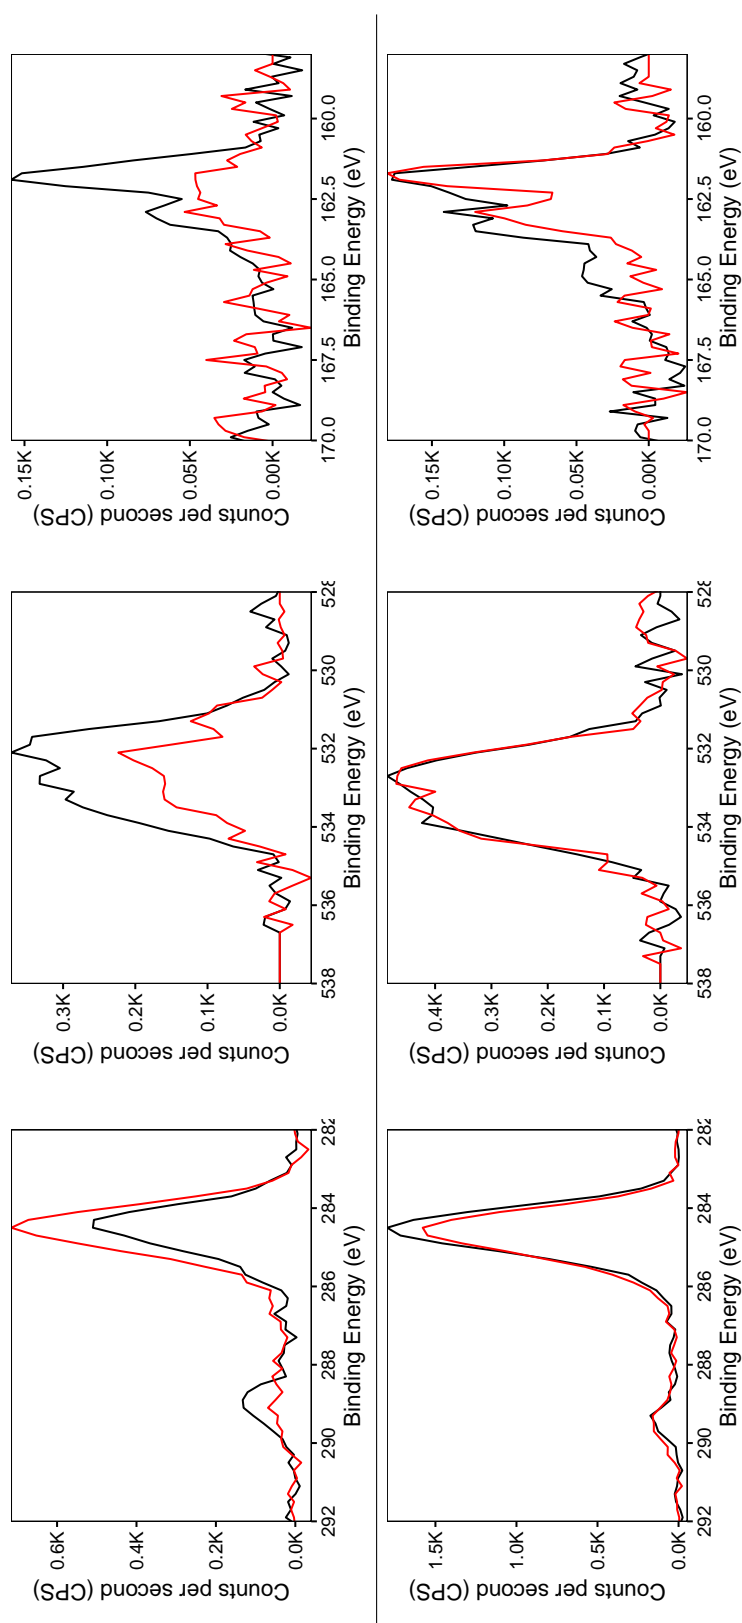 Counts per second (CPS)
0.6K
0.4K
0.2K
0.0K
292 290 288 286 284 282
Binding Energy (eV)
Counts per second (CPS)
0.3K
0.2K
0.1K
0.0K
538 536 534 532 530 528
Binding Energy (eV)
Counts per second (CPS)
0.15K
0.10K
0.05K
0.00K
170.0 167.5 165.0 162.5 160.0
Binding Energy (eV)
Counts per second (CPS)
1.5K
1.0K
0.5K
0.0K
292 290 288 286 284 282
Binding Energy (eV)
Counts per second (CPS)
0.4K
0.2K
0.1K
0.0K
538 536 534 532 530 528
Binding Energy (eV)
Counts per second (CPS)
0.15K
0.10K
0.05K
0.00K
170.0 167.5 165.0 162.5 160.0
Binding Energy (eV)